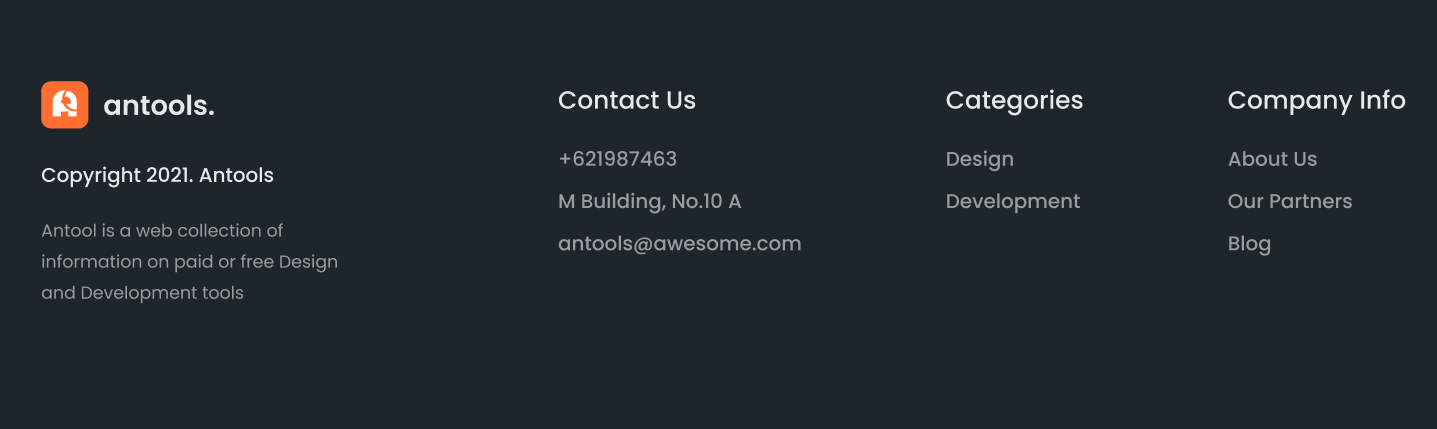 antools.
Copyright 2021. Antools
Antool is a web collection of
information on paid or free Design
and Development tools
Contact Us
+621987463
M Building, No.10 A
antools@awesome.com
Categories
Design
Development
Company Info
About Us
Our Partners
Blog